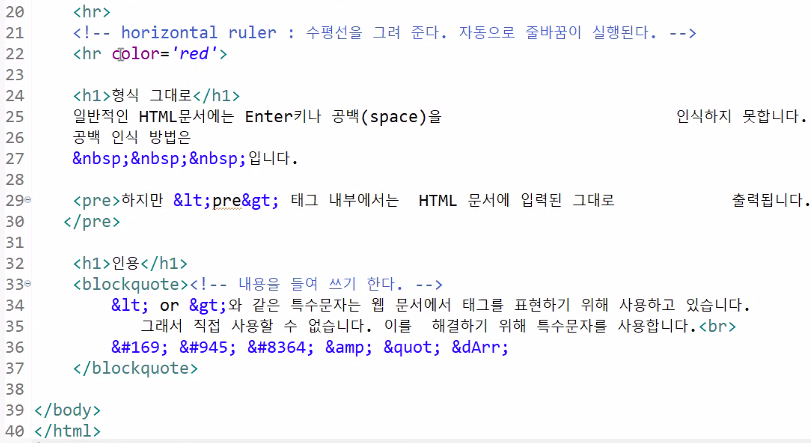 20 <hr>
21 <!-- horizontal ruler : 수평선을 그려 준다. 자동으로 줄바꿈이 실행된다. -->
22 <hr color='red'>
23
24 <h1>형식 그대로</h1>
25 일반적인 HTML문서에는 Enter키나 공백(space)을 인식하지 못합니다.
26 공백 인식 방법은
27 &nbsp;&nbsp;&nbsp;입니다.
28
29 <pre>하지만 &lt;pre&gt; 태그 내부에서는 HTML 문서에 입력된 그대로 출력됩니다.
30 </pre>
31
32 <h1>인용</h1>
33 <blockquote><!-- 내용을 들여 쓰기 한다. -->
34 &lt; or &gt;와 같은 특수문자는 웹 문서에서 태그를 표현하기 위해 사용하고 있습니다.
35 그래서 직접 사용할 수 없습니다. 이를 해결하기 위해 특수문자를 사용합니다.<br>
36 &#169; &#945; &#8364; &amp; &quot; &dArr;
37 </blockquote>
38
39 </body>
40 </html>